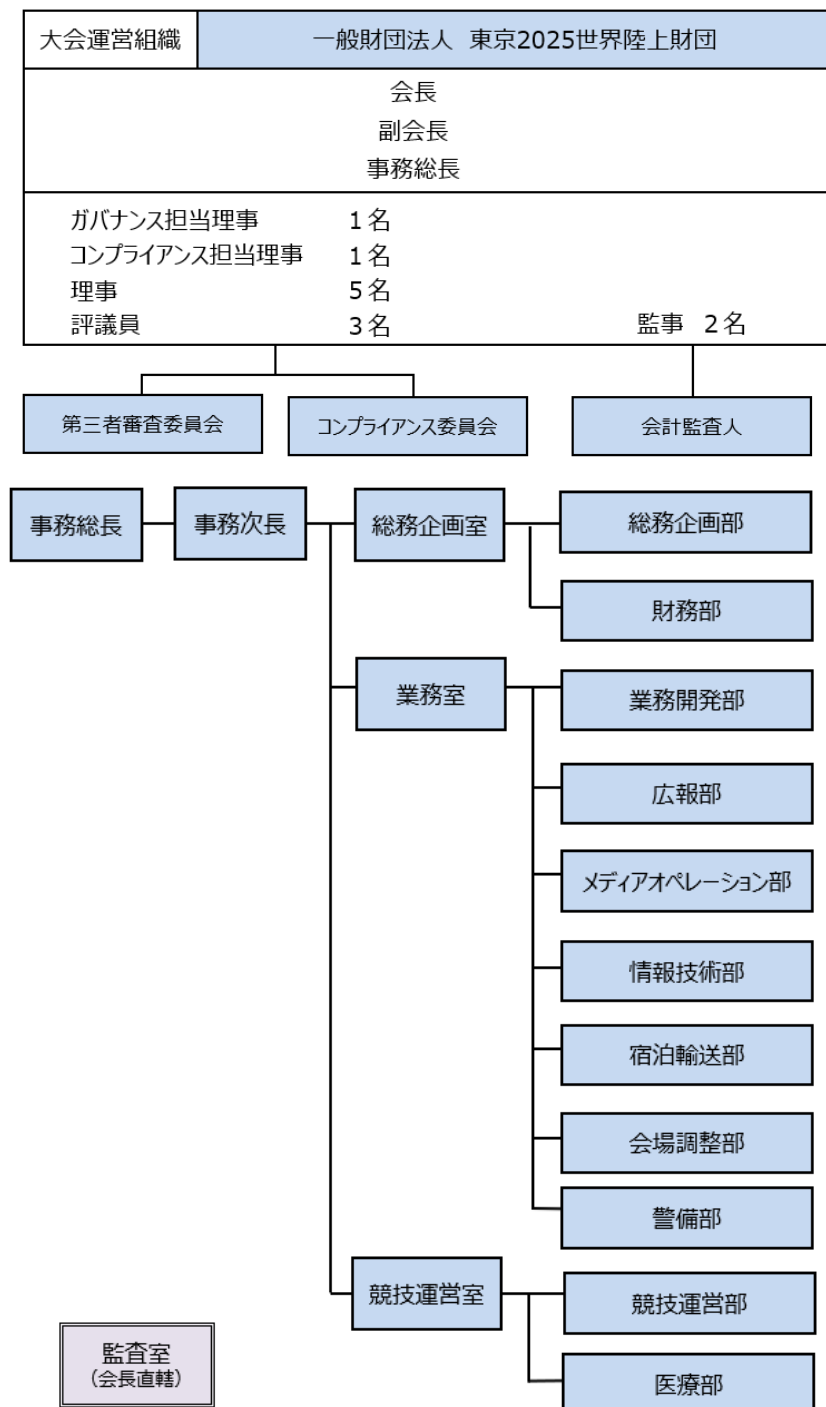 大会運営組織
一般財団法人 東京2025世界陸上財団
会長
副会長
事務総長
ガバナンス担当理事 1名
コンプライアンス担当理事 1名
理事 5名
評議員 3名
監事 2名
第三者審査委員会
コンプライアンス委員会
会計監査人
事務総長
事務次長
総務企画室
総務企画部
財務部
業務室
業務開発部
広報部
メディアオペレーション部
情報技術部
宿泊輸送部
会場調整部
警備部
競技運営室
競技運営部
医療部
監査室
（会長直轄）